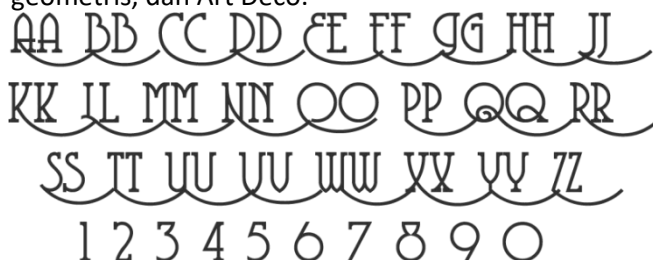 geometris, dan Art Deco.
AA BB CC DD EE FF GG HH JJ
KK LL MM NN OO PP QQ RR
SS TT UU VV WW XX YY ZZ
1 2 3 4 5 6 7 8 9 0